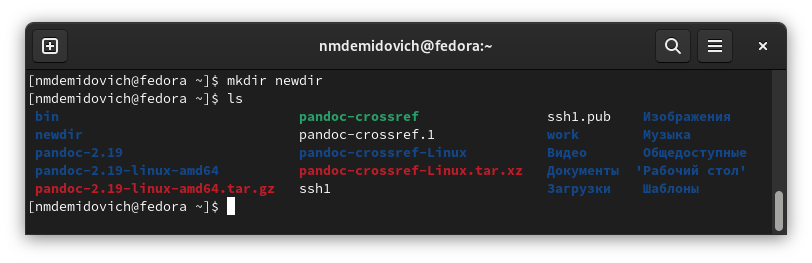 nmdemidovich@fedora:~
[nmdemidovich@fedora ~]$ mkdir newdir
[nmdemidovich@fedora ~]$ ls
bin pandoc-crossref ssh1.pub Изображения
newdir pandoc-crossref.1 work Музыка
pandoc-2.19 pandoc-crossref-Linux Видео Общедоступные
pandoc-2.19-linux-amd64 pandoc-crossref-Linux.tar.xz Документы 'Рабочий стол'
pandoc-2.19-linux-amd64.tar.gz ssh1 Загрузки Шаблоны
[nmdemidovich@fedora ~]$